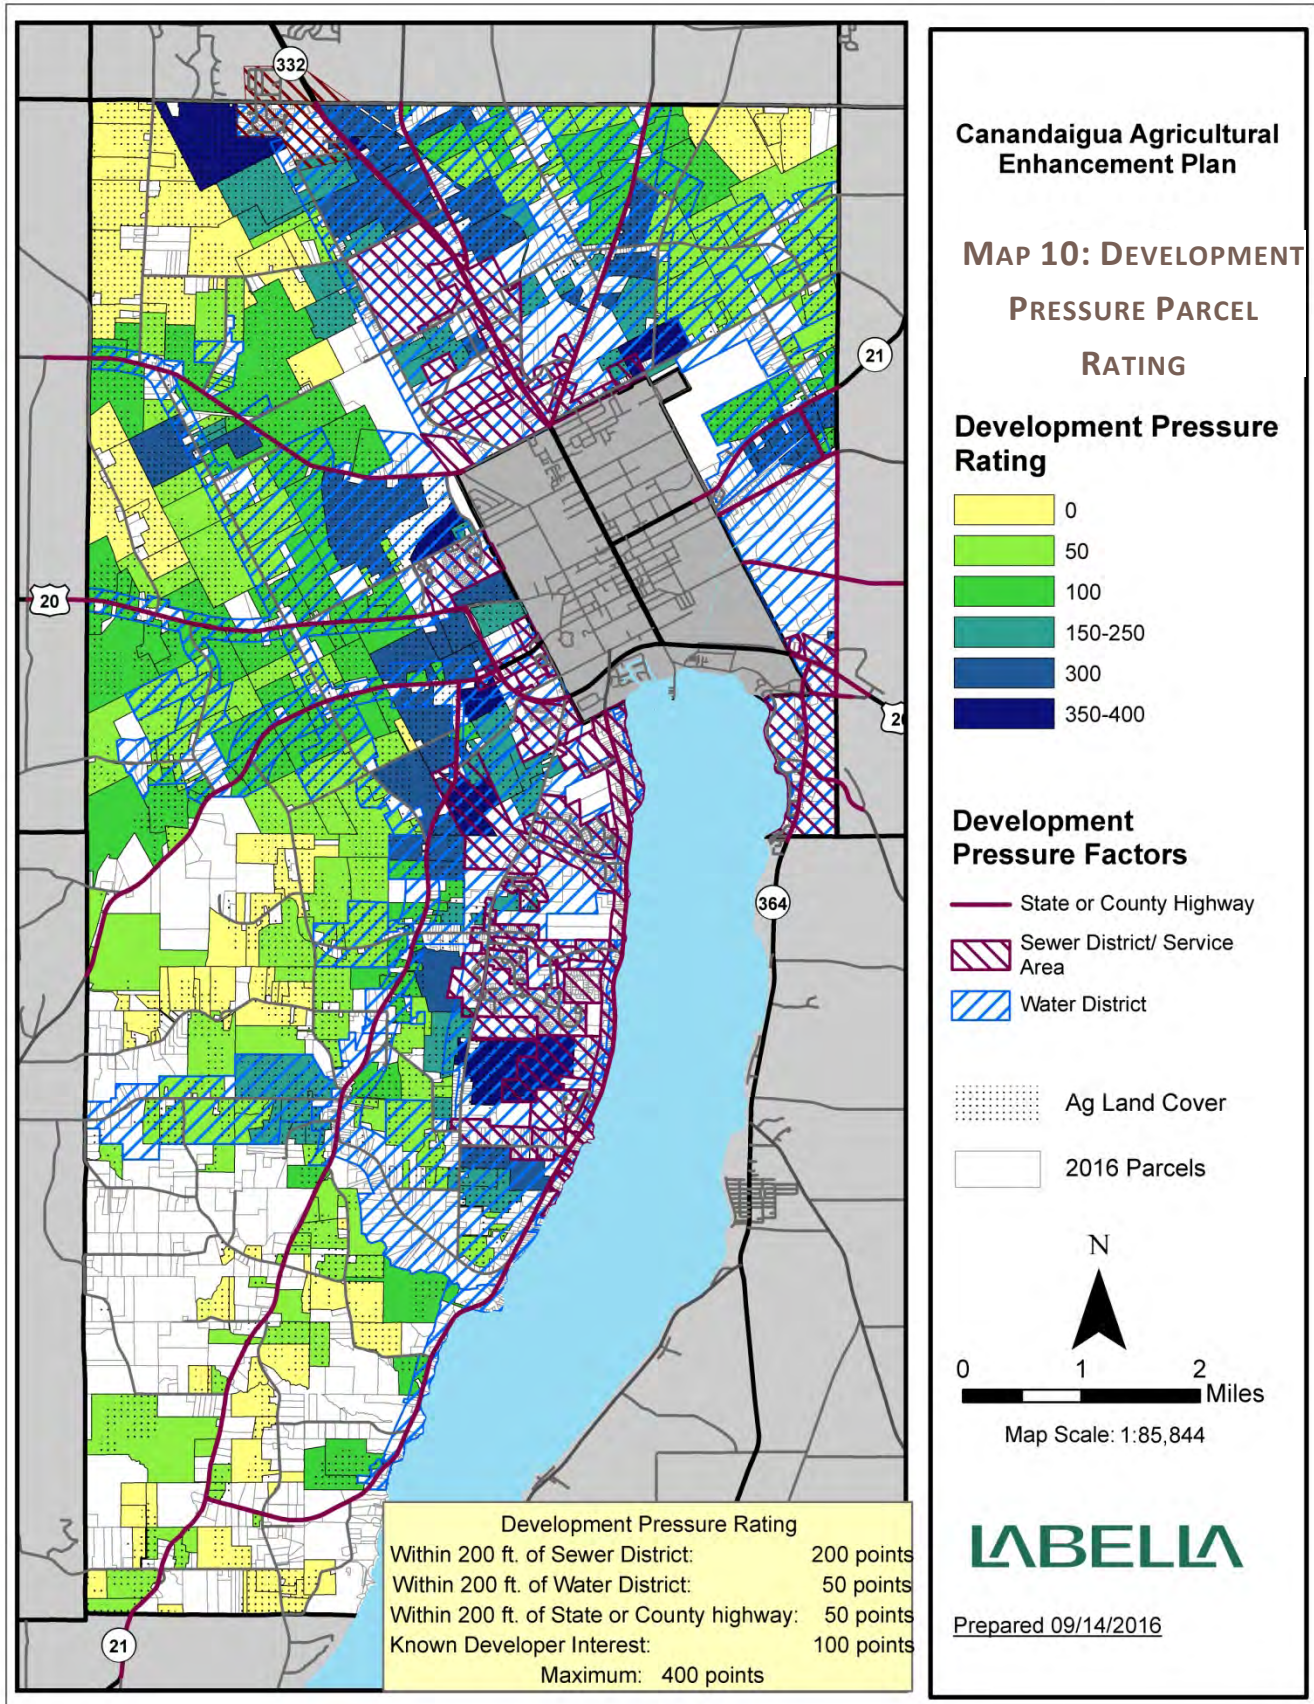 332
21
20
20
364
21
Canandaigua Agricultural
Enhancement Plan
MAP 10: DEVELOPMENT
PRESSURE PARCEL
RATING
Development Pressure
Rating
0
50
100
150-250
300
350-400
Development
Pressure Factors
State or County Highway
Sewer District/ Service
Area
Water District
Ag Land Cover
2016 Parcels
N
0 1 2
Miles
Map Scale: 1:85,844
LABELLA
Prepared 09/14/2016
Development Pressure Rating
Within 200 ft. of Sewer District: 200 points
Within 200 ft. of Water District: 50 points
Within 200 ft. of State or County highway: 50 points
Known Developer Interest: 100 points
Maximum: 400 points